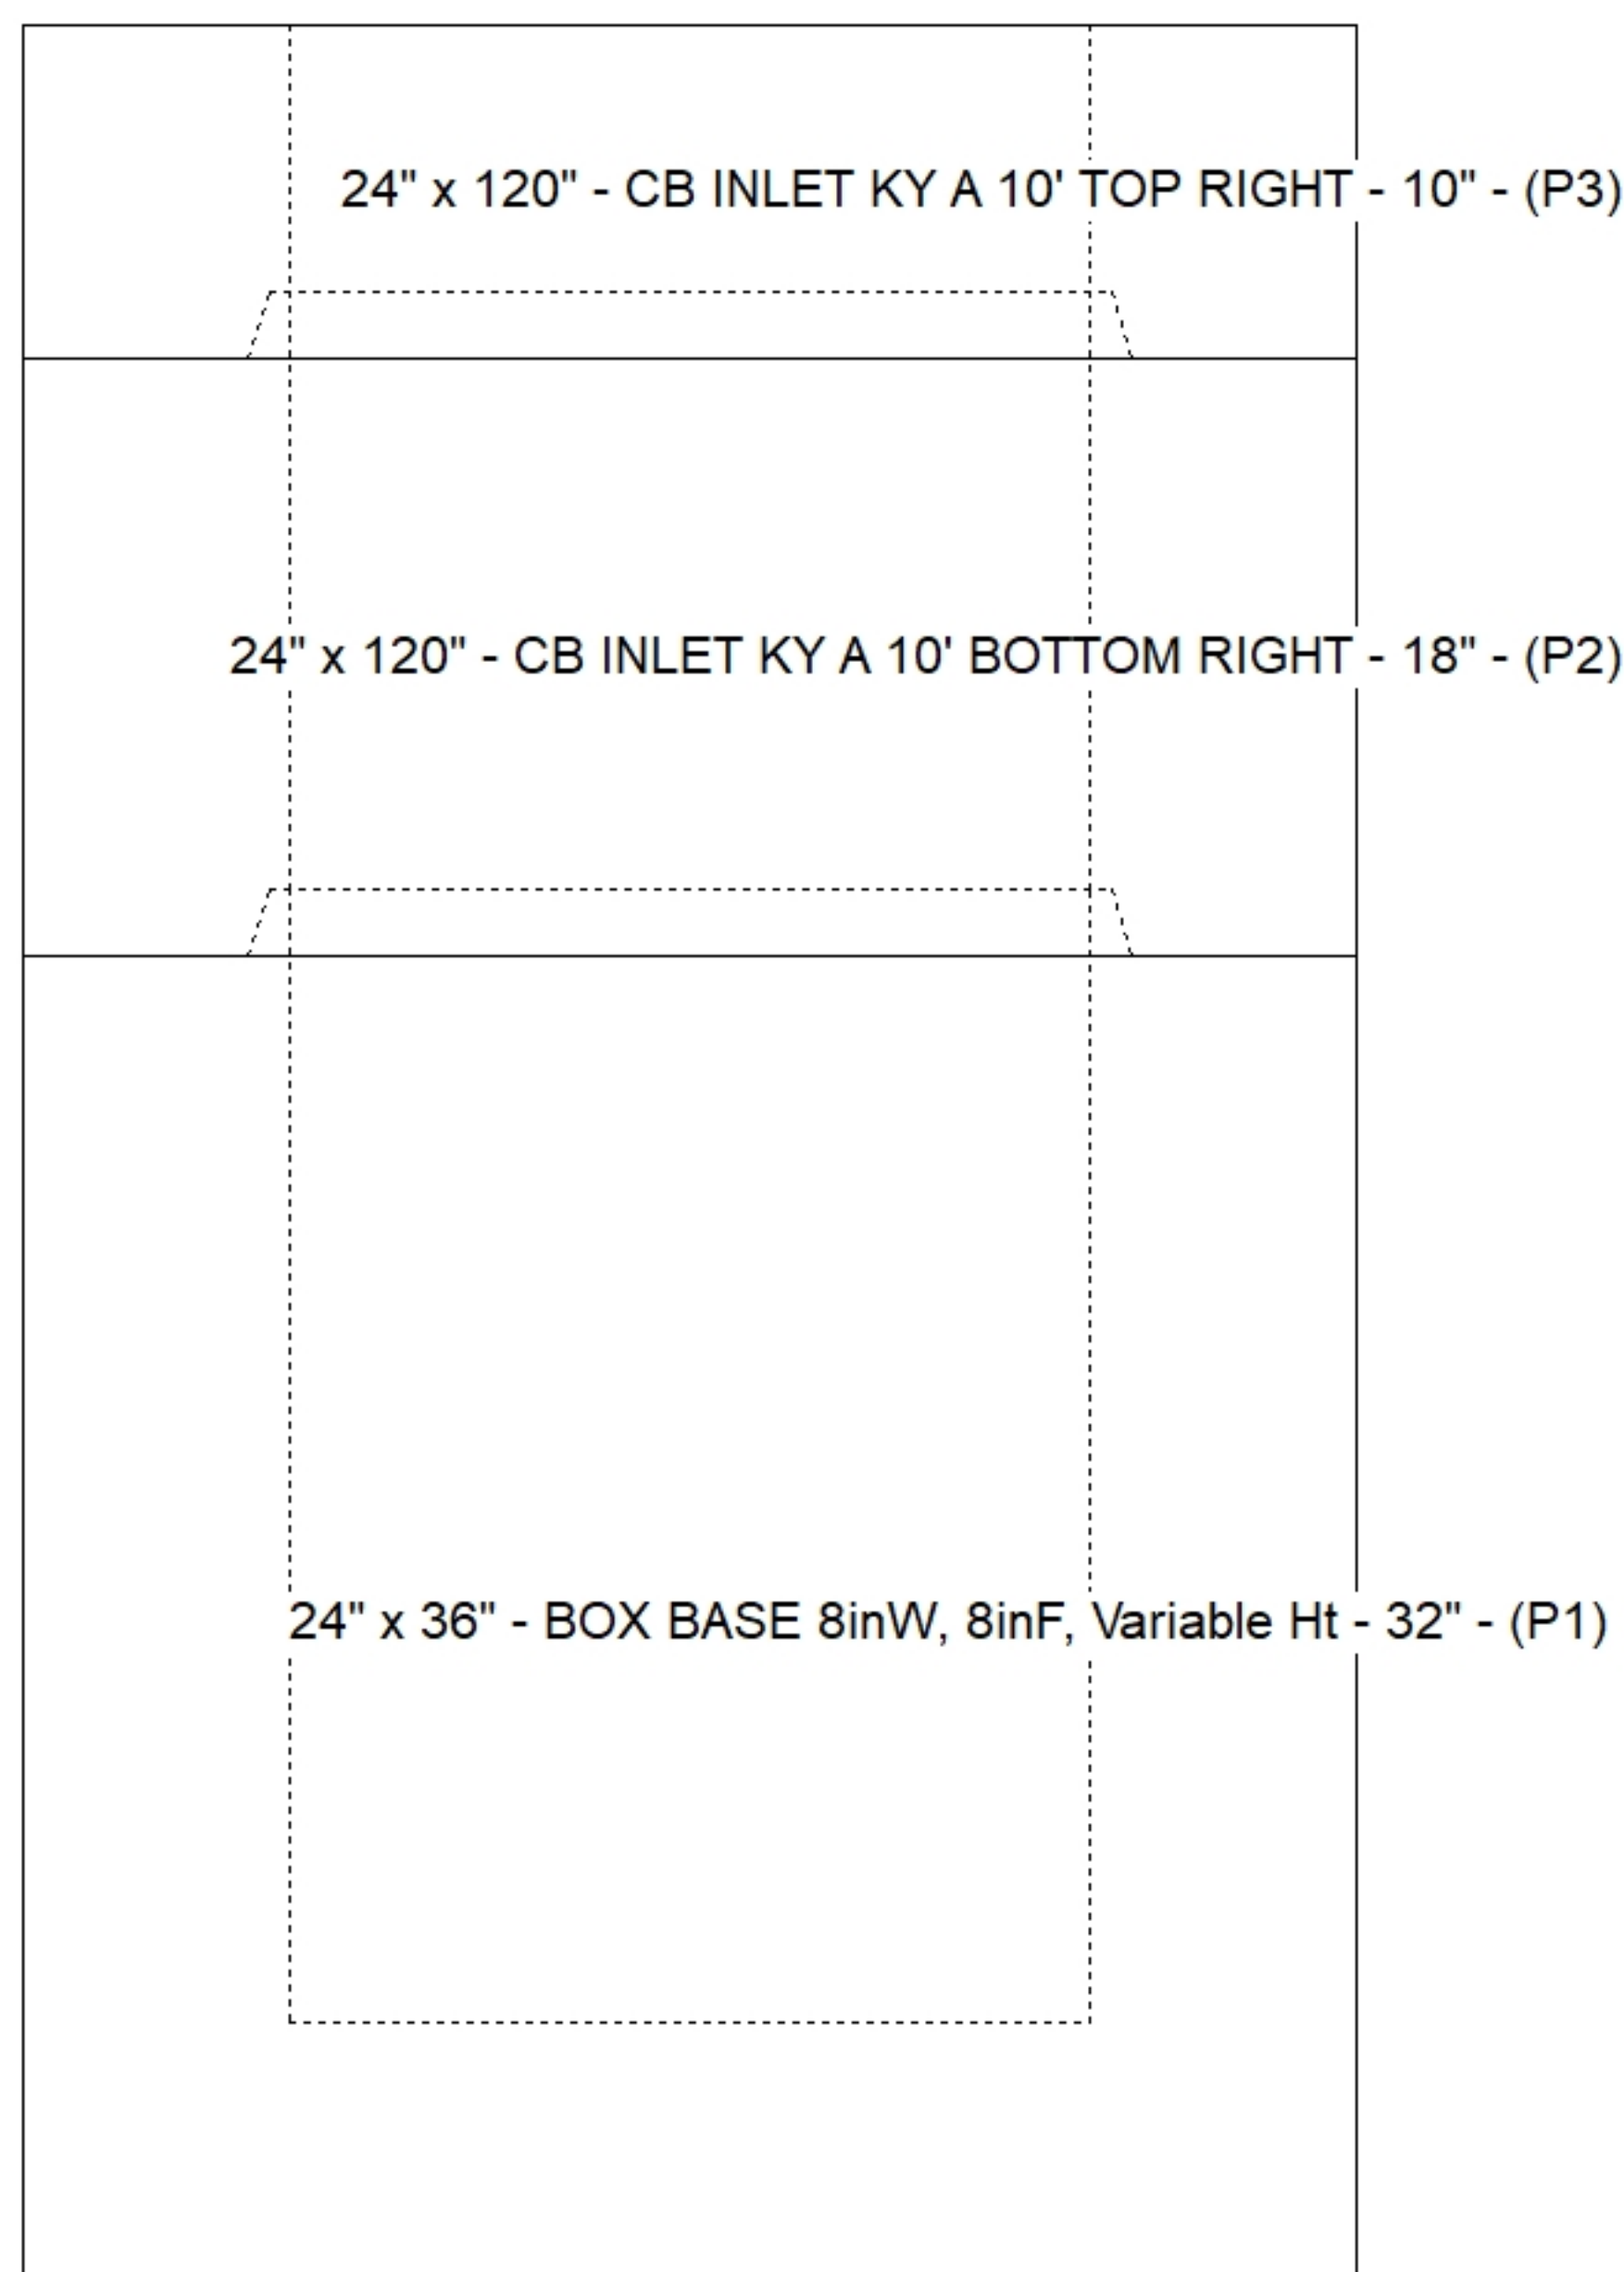 24" x 120" - CB INLET KY A 10' TOP RIGHT - 10" - (P3)
24" x 120" - CB INLET KY A 10' BOTTOM RIGHT - 18" - (P2)
24" x 36" - BOX BASE 8inW, 8inF, Variable Ht - 32" - (P1)